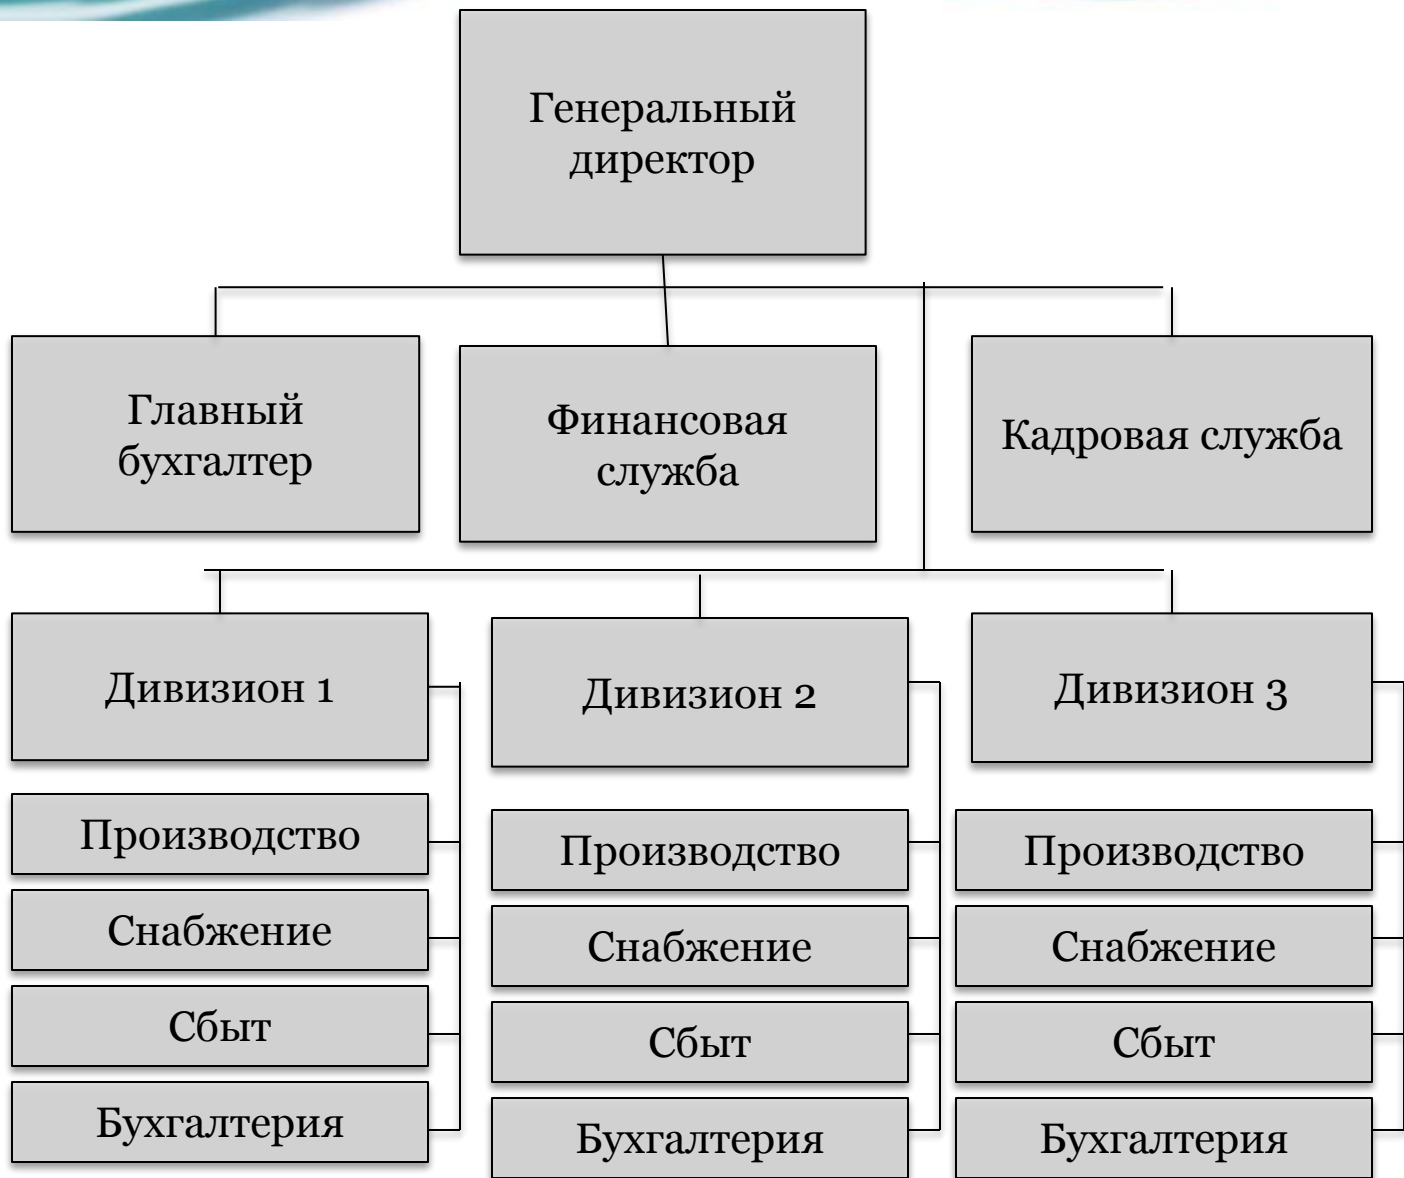 Генеральный
директор
Главный
бухгалтер
Финансовая
служба
Кадровая служба
Дивизион 1
Производство
Снабжение
Сбыт
Бухгалтерия
Дивизион 2
Производство
Снабжение
Сбыт
Бухгалтерия
Дивизион 3
Производство
Снабжение
Сбыт
Бухгалтерия